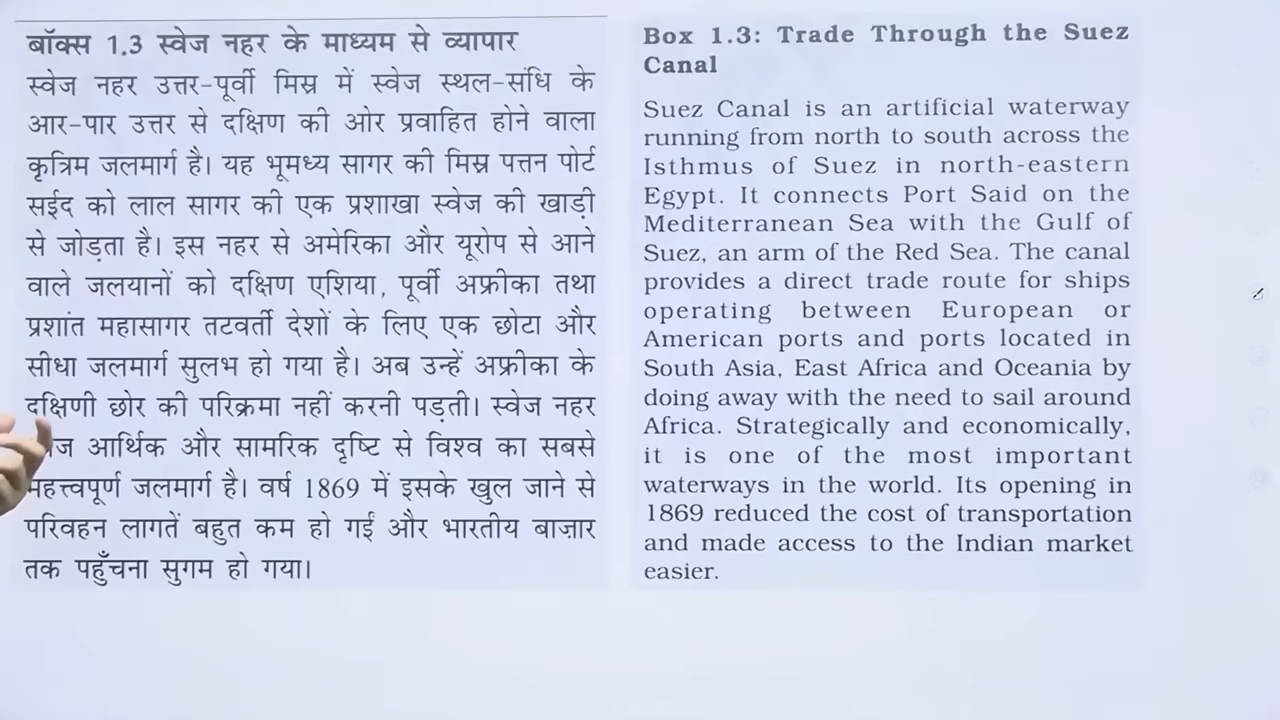 बॉक्स 1.3 स्वेज नहर के माध्यम से व्यापार
स्वेज नहर उत्तर-पूर्वी मिस्र में स्वेज स्थल-संधि के
आर-पार उत्तर से दक्षिण की ओर प्रवाहित होने वाला
कृत्रिम जलमार्ग है। यह भूमध्य सागर की मिस्र पत्तन पोर्ट
सईद को लाल सागर की एक प्रशाखा स्वेज की खाड़ी
से जोड़ता है। इस नहर से अमेरिका और यूरोप से आने
वाले जलयानों को दक्षिण एशिया, पूर्वी अफ्रीका तथा
प्रशांत महासागर तटवर्ती देशों के लिए एक छोटा और
सीधा जलमार्ग सुलभ हो गया है। अब उन्हें अफ्रीका के
दक्षिणी छोर की परिक्रमा नहीं करनी पड़ती। स्वेज नहर
आर्थिक और सामरिक दृष्टि से विश्व का सबसे
महत्त्वपूर्ण जलमार्ग है। वर्ष 1869 में इसके खुल जाने से
परिवहन लागतें बहुत कम हो गईं और भारतीय बाज़ार
तक पहुँचना सुगम हो गया।
Box 1.3: Trade Through the Suez
Canal
Suez Canal is an artificial waterway
running from north to south across the
Isthmus of Suez in north-eastern
Egypt. It connects Port Said on the
Mediterranean Sea with the Gulf of
Suez, an arm of the Red Sea. The canal
provides a direct trade route for ships
operating between European or
American ports and ports located in
South Asia, East Africa and Oceania by
doing away with the need to sail around
Africa. Strategically and economically,
it is one of the most important
waterways in the world. Its opening in
1869 reduced the cost of transportation
and made access to the Indian market
easier.